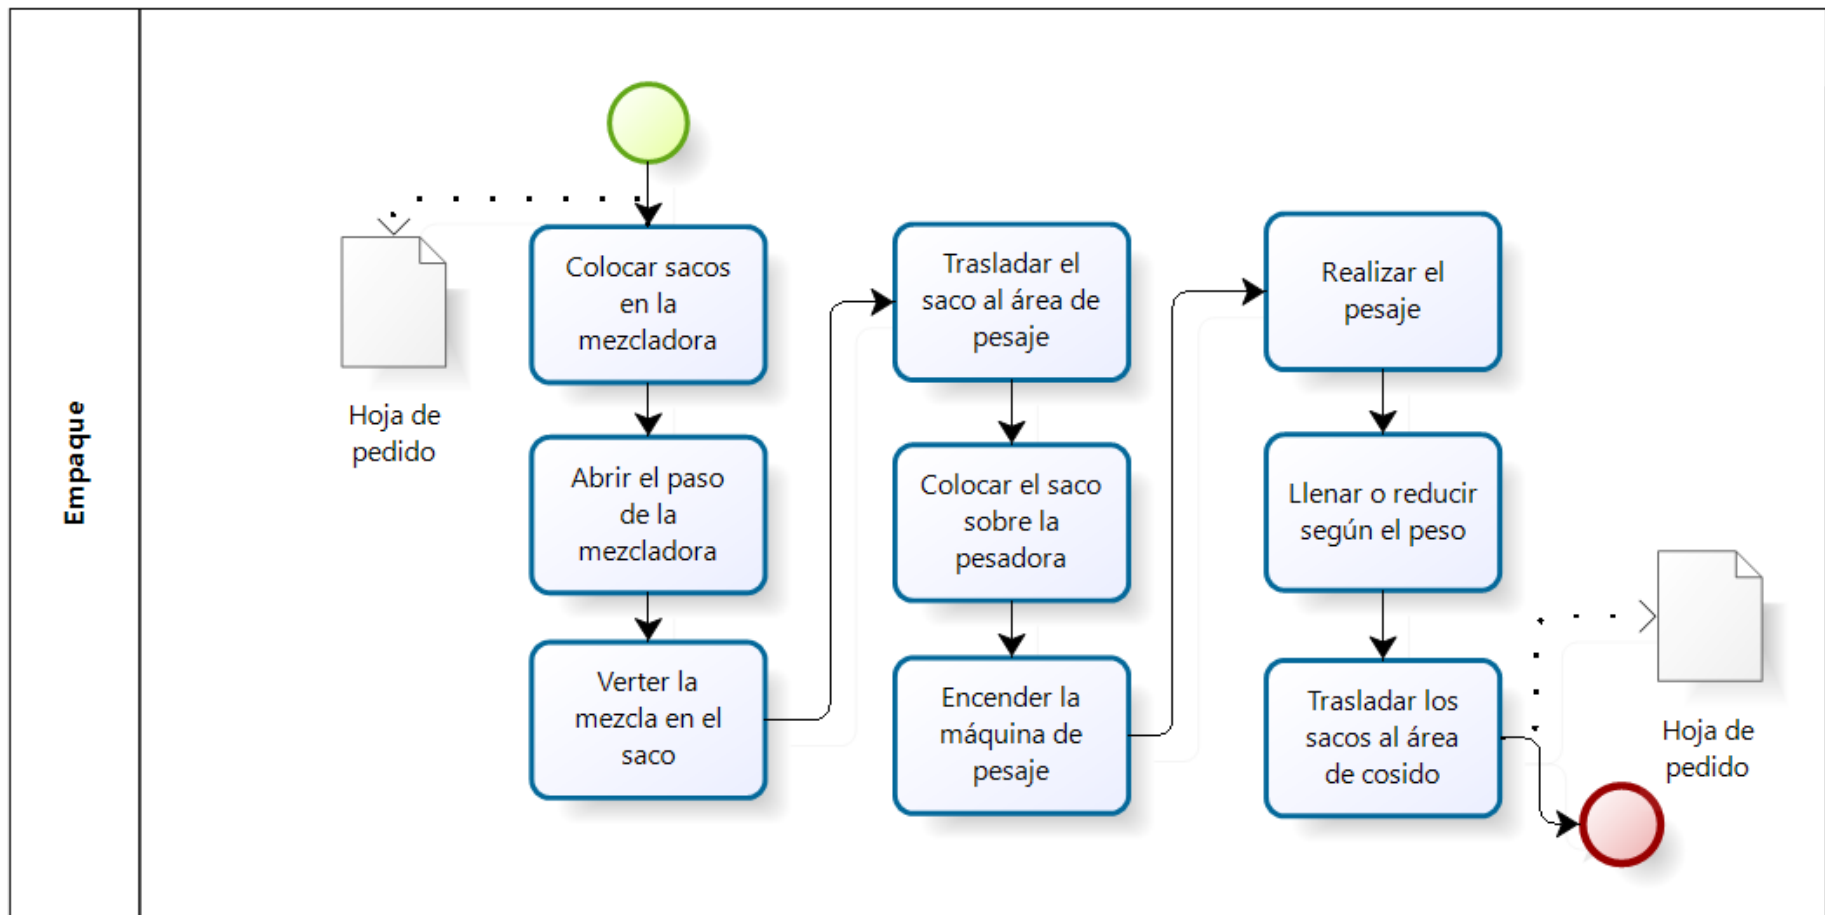 Empaque
Hoja de
pedido
Colocar sacos
en la
mezcladora
Abrir el paso
de la
mezcladora
Verter la
mezcla en el
saco
Trasladar el
saco al área de
pesaje
Colocar el saco
sobre la
pesadora
Encender la
máquina de
pesaje
Realizar el
pesaje
Llenar o reducir
según el peso
Trasladar los
sacos al área
de cosido
Hoja de
pedido